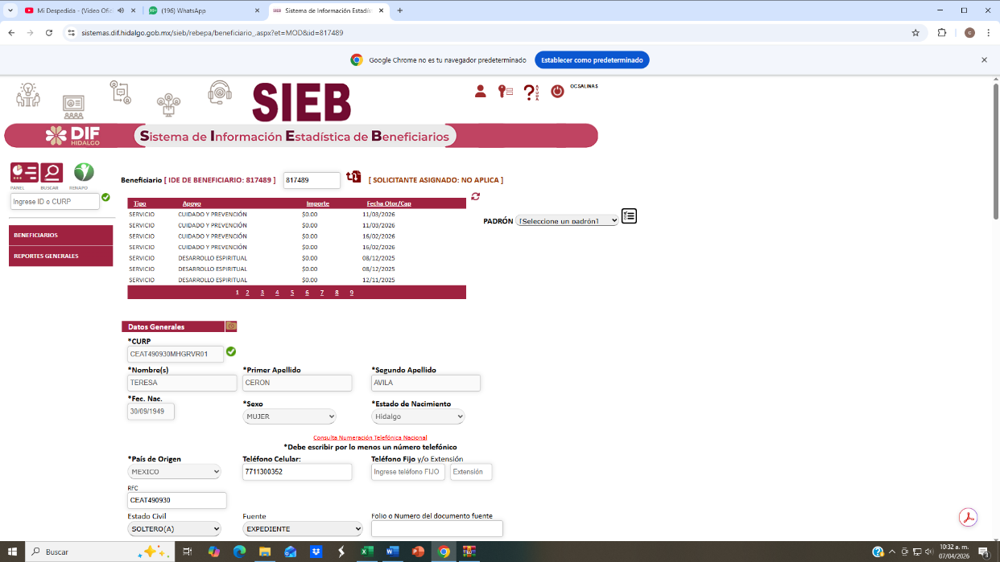 Mi Despedida - (Video Ofic
(196) WhatsApp
SIEB Sistema de Información Estadís
sistemas.dif.hidalgo.gob.mx/sieb/rebepa/beneficiario_.aspx?et=MOD&id=817489
Google Chrome no es tu navegador predeterminado
Establecer como predeterminado
SIEB
AYUDA
OCSALINAS
DIF
HIDALGO
Sistema de Información Estadística de Beneficiarios
PANEL BUSCAR RENAPO
Ingrese ID o CURP
BENEFICIARIOS
REPORTES GENERALES
Beneficiario [ IDE DE BENEFICIARIO: 817489 ] 817489 [ SOLICITANTE ASIGNADO: NO APLICA ]
Tipo Apoyo Importe Fecha Otor/Cap
SERVICIO CUIDADO Y PREVENCIÓN $0.00 11/03/2026
SERVICIO CUIDADO Y PREVENCIÓN $0.00 11/03/2026
SERVICIO CUIDADO Y PREVENCIÓN $0.00 16/02/2026
SERVICIO CUIDADO Y PREVENCIÓN $0.00 16/02/2026
SERVICIO DESARROLLO ESPIRITUAL $0.00 08/12/2025
SERVICIO DESARROLLO ESPIRITUAL $0.00 08/12/2025
SERVICIO DESARROLLO ESPIRITUAL $0.00 12/11/2025
1 2 3 4 5 6 7 8 9
PADRÓN [Seleccione un padrón]
Datos Generales
*CURP
CEAT490930MHGRVR01
*Nombre(s) *Primer Apellido *Segundo Apellido
TERESA CERON AVILA
*Fec. Nac. *Sexo *Estado de Nacimiento
30/09/1949 MUJER Hidalgo
Consulta Numeración Telefónica Nacional
*Debe escribir por lo menos un número telefónico
*País de Origen Teléfono Celular: Teléfono Fijo y/o Extensión
MEXICO 7711300352 Ingrese teléfono FIJO Extensión
RFC
CEAT490930
Estado Civil Fuente Folio o Numero del documento fuente
SOLTERO(A) EXPEDIENTE
Buscar
10:32 a. m.
07/04/2026
3